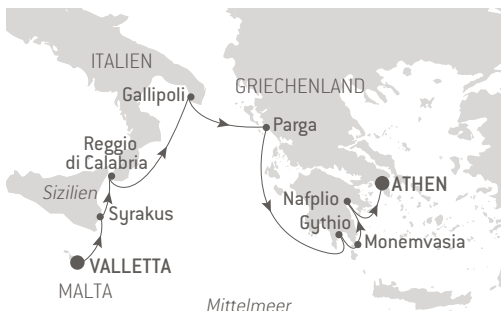 ITALIEN
Gallipoli
GRIECHENLAND
Parga
Reggio
di Calabria
Sizilien
Syrakus
VALLETTA
MALTA
Nafplio
ATHEN
Gythio
Monemvasia
Mittelmeer